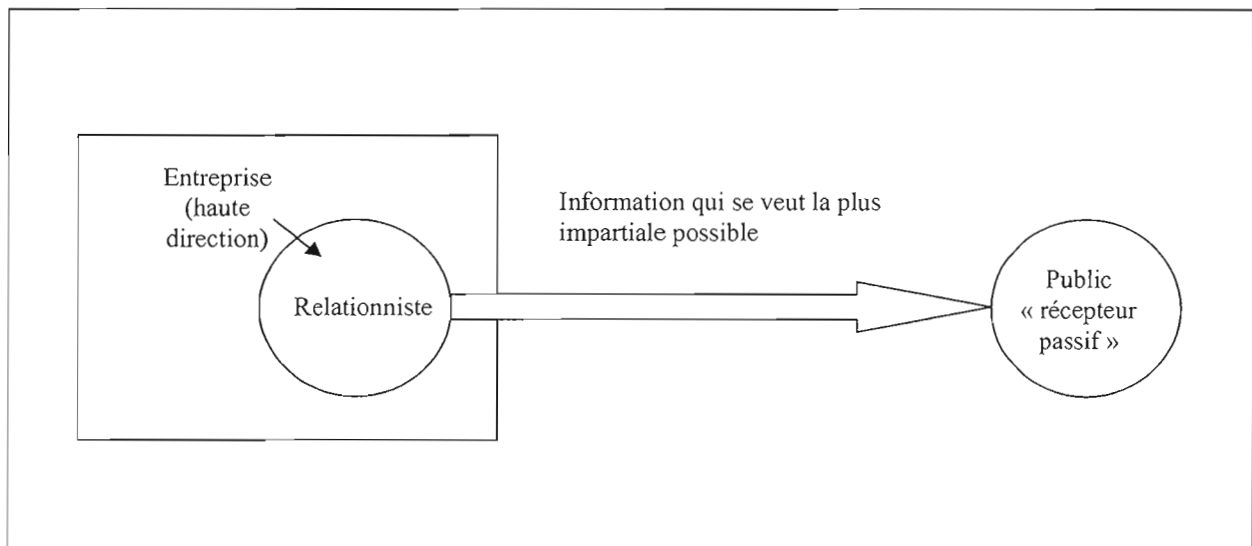 Entreprise
(haute
direction)
Relationniste
Information qui se veut la plus
impartiale possible
Public
« récepteur
passif »